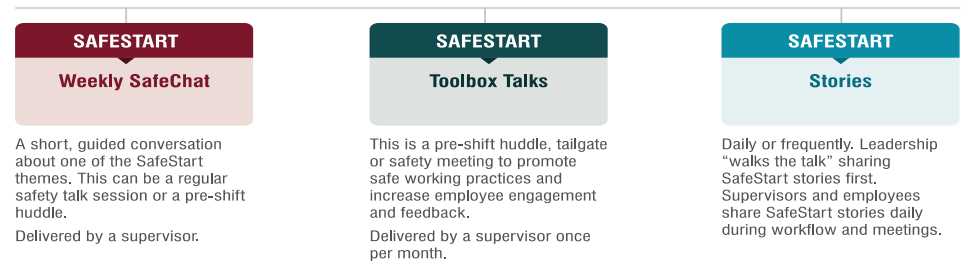 SAFESTART
Weekly SafeChat
A short, guided conversation
about one of the SafeStart
themes. This can be a regular
safety talk session or a pre-shift
huddle.
Delivered by a supervisor.
SAFESTART
Toolbox Talks
This is a pre-shift huddle, tailgate
or safety meeting to promote
safe working practices and
increase employee engagement
and feedback.
Delivered by a supervisor once
per month.
SAFESTART
Stories
Daily or frequently. Leadership
“walks the talk” sharing
SafeStart stories first.
Supervisors and employees
share SafeStart stories daily
during workflow and meetings.